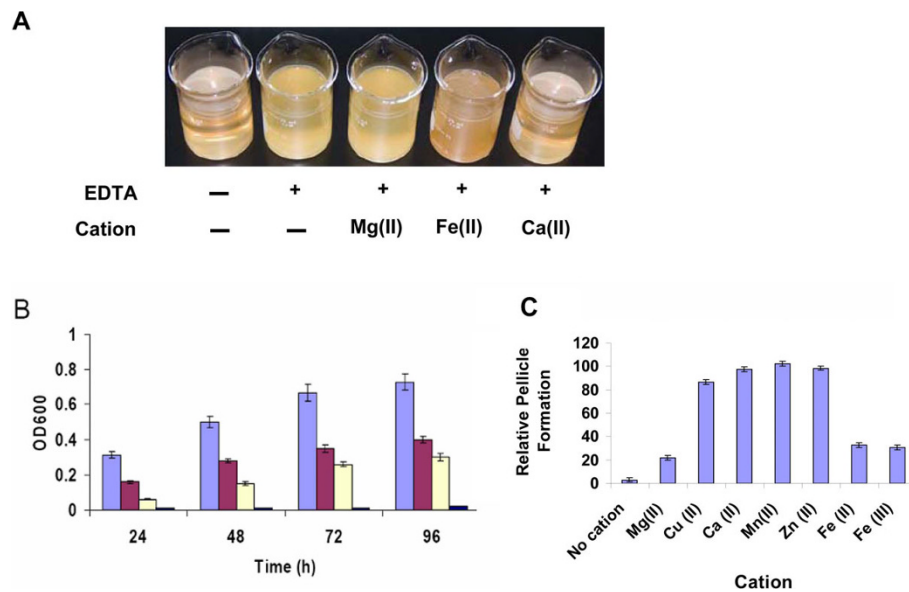 A
EDTA — + + + +
Cation — — Mg(II) Fe(II) Ca(II)
B
OD600
1
0.8
0.6
0.4
0.2
0
24 48 72 96
Time (h)
C
Relative Pellicle
Formation
120
100
80
60
40
20
0
No cation
Mg(II)
Cu (II)
Ca (II)
Mn(II)
Zn (II)
Fe (II)
Fe (III)
Cation